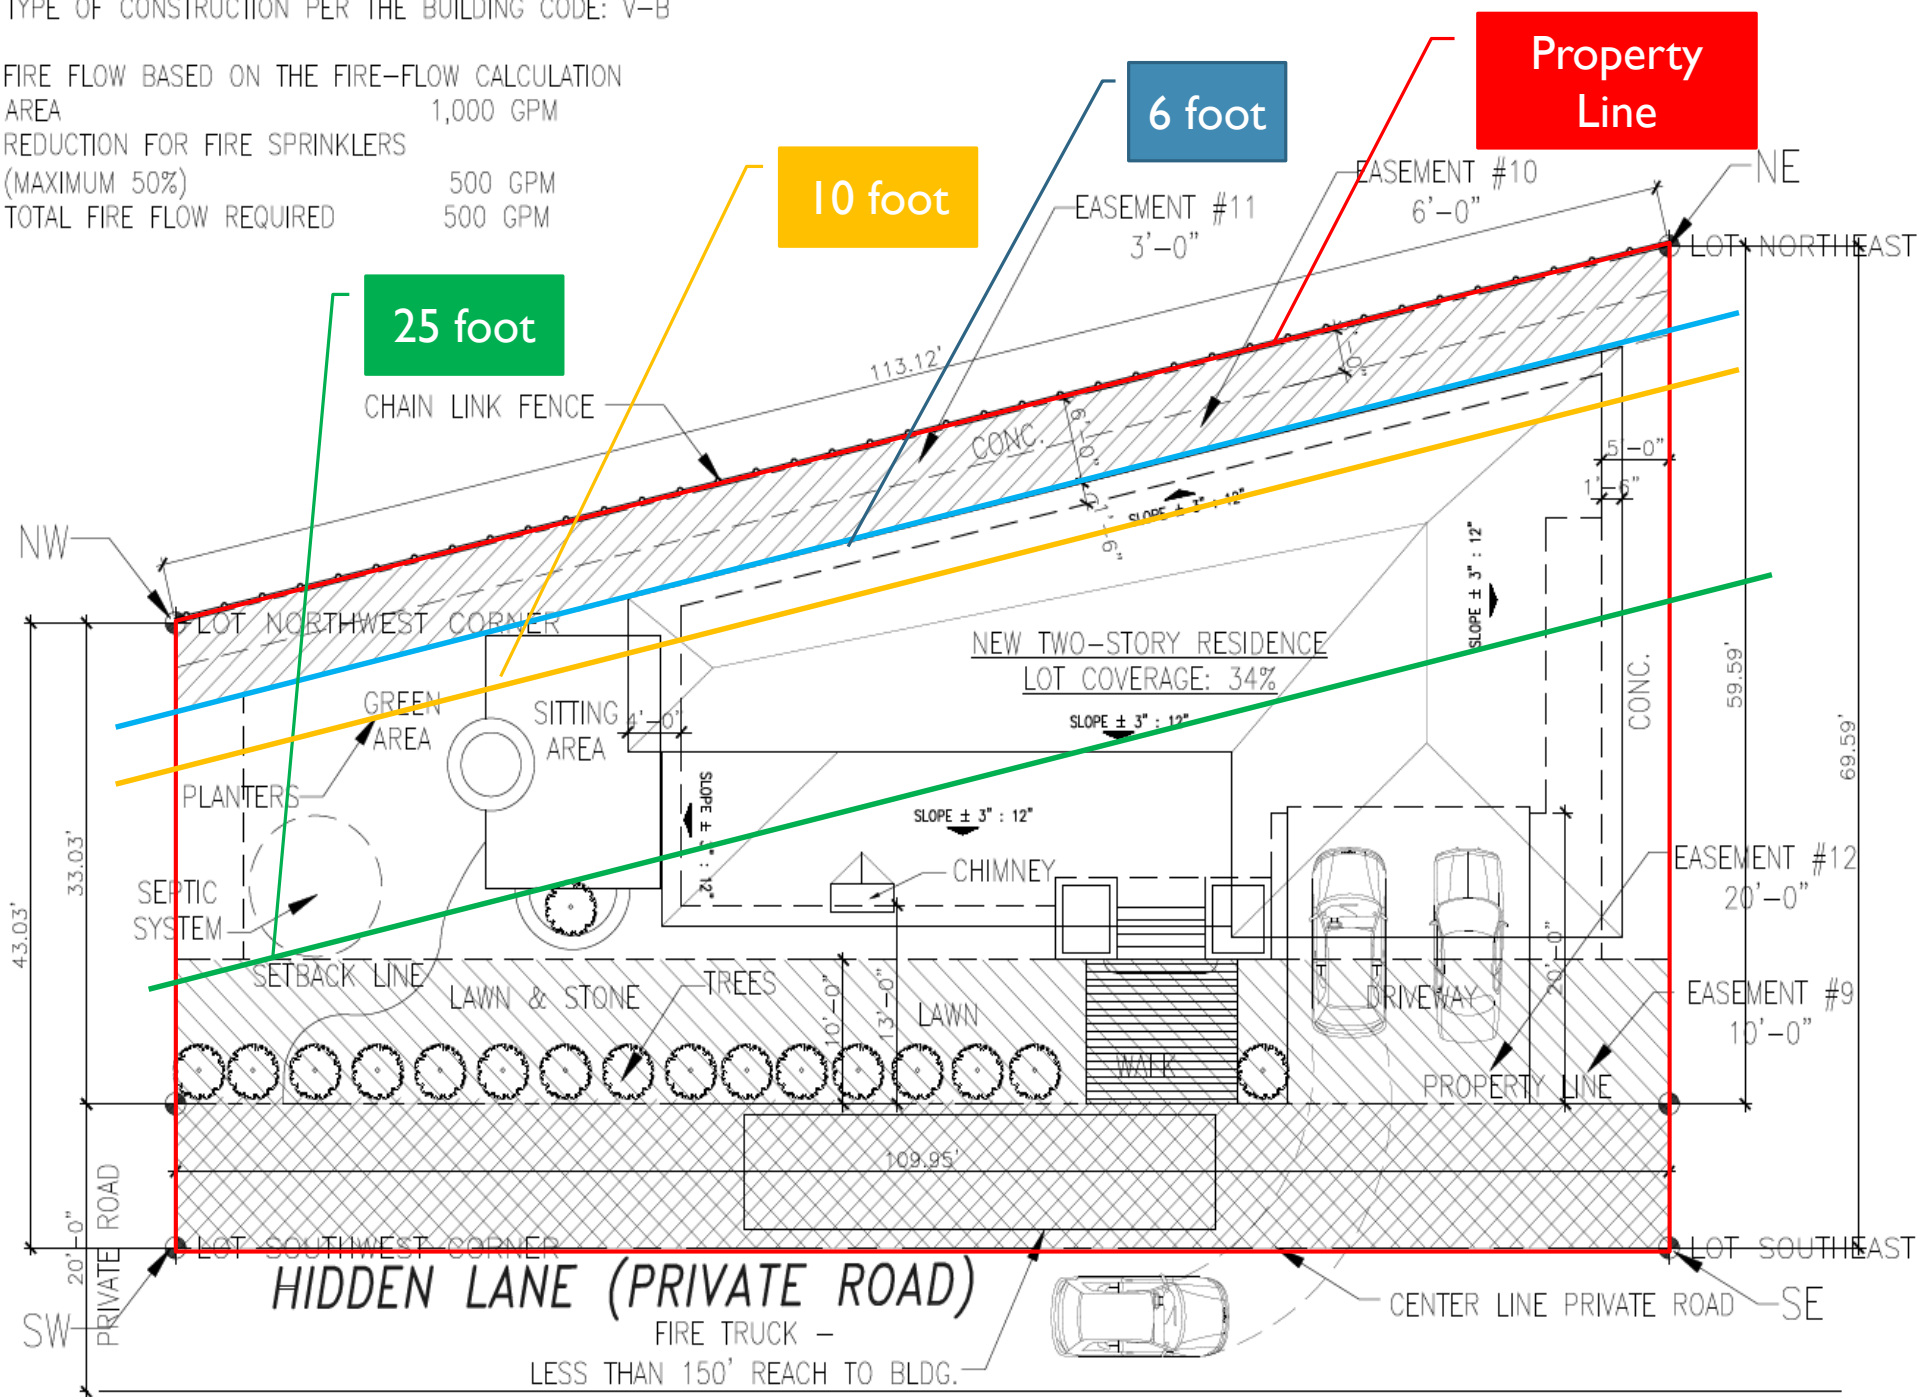 TYPE OF CONSTRUCTION PER THE BUILDING CODE: V-B
FIRE FLOW BASED ON THE FIRE-FLOW CALCULATION
AREA 1,000 GPM
REDUCTION FOR FIRE SPRINKLERS
(MAXIMUM 50%) 500 GPM
TOTAL FIRE FLOW REQUIRED 500 GPM
Property
Line
6 foot
10 foot
25 foot
EASEMENT #10
6'-0"
EASEMENT #11
3'-0"
NE
LOT NORTHEAST
113.12'
CHAIN LINK FENCE
CONC.
6'-0"
1'-6"
5'-0"
1'-6"
SLOPE ± 3" : 12"
NW
LOT NORTHWEST CORNER
SLOPE ± 3" : 12"
NEW TWO-STORY RESIDENCE
LOT COVERAGE: 34%
SLOPE ± 3" : 12"
CONC.
59.59'
69.59'
GREEN
AREA
SITTING
AREA
4'-0"
PLANTERS
SLOPE ± 3" : 12"
SLOPE ± 3" : 12"
CHIMNEY
33.03'
43.03'
SEPTIC
SYSTEM
EASEMENT #12
20'-0"
SETBACK LINE
LAWN & STONE
TREES
10'-0"
13'-0"
LAWN
DRIVEWAY
20'-0"
EASEMENT #9
10'-0"
WALK
PROPERTY LINE
109.95'
20'-0"
PRIVATE ROAD
LOT SOUTHWEST CORNER
LOT SOUTHEAST
HIDDEN LANE (PRIVATE ROAD)
SW
FIRE TRUCK -
LESS THAN 150' REACH TO BLDG.
CENTER LINE PRIVATE ROAD
SE